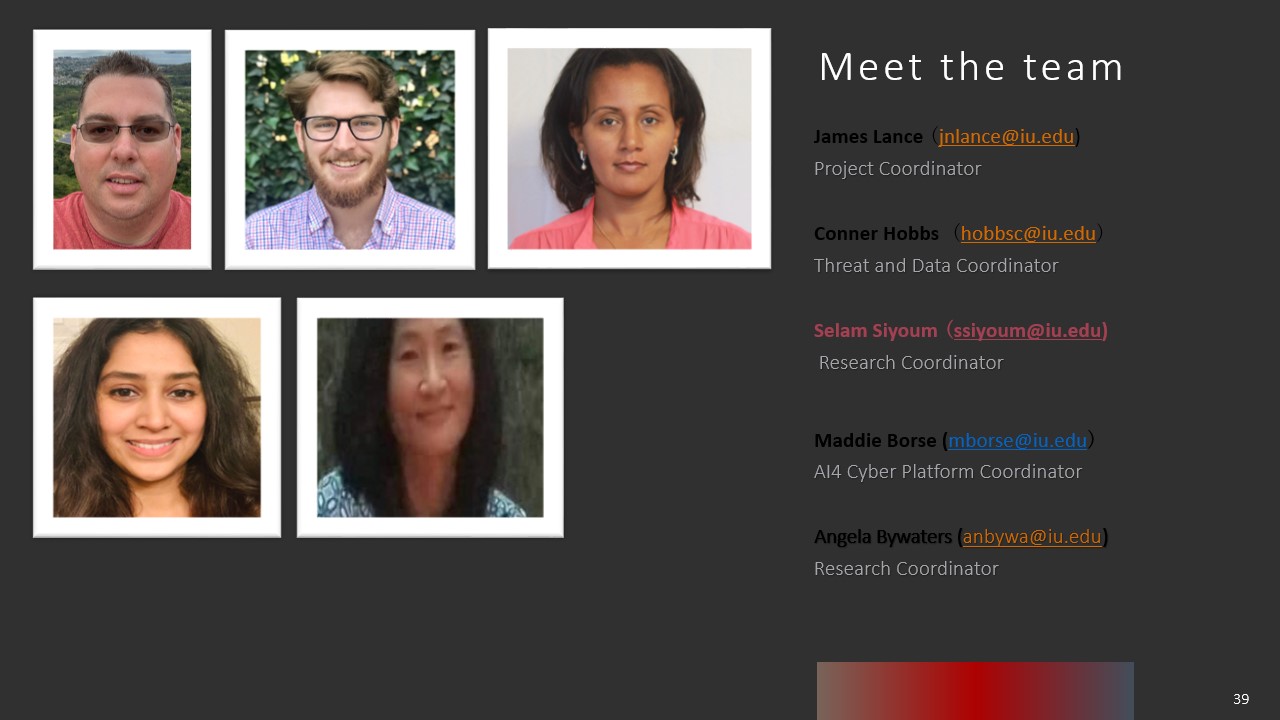 Meet the team
James Lance（jnlance@iu.edu)
Project Coordinator
Conner Hobbs （hobbsc@iu.edu）
Threat and Data Coordinator
Selam Siyoum（ssiyoum@iu.edu)
Research Coordinator
Maddie Borse (mborse@iu.edu）
AI4 Cyber Platform Coordinator
Angela Bywaters (anbywa@iu.edu)
Research Coordinator
39